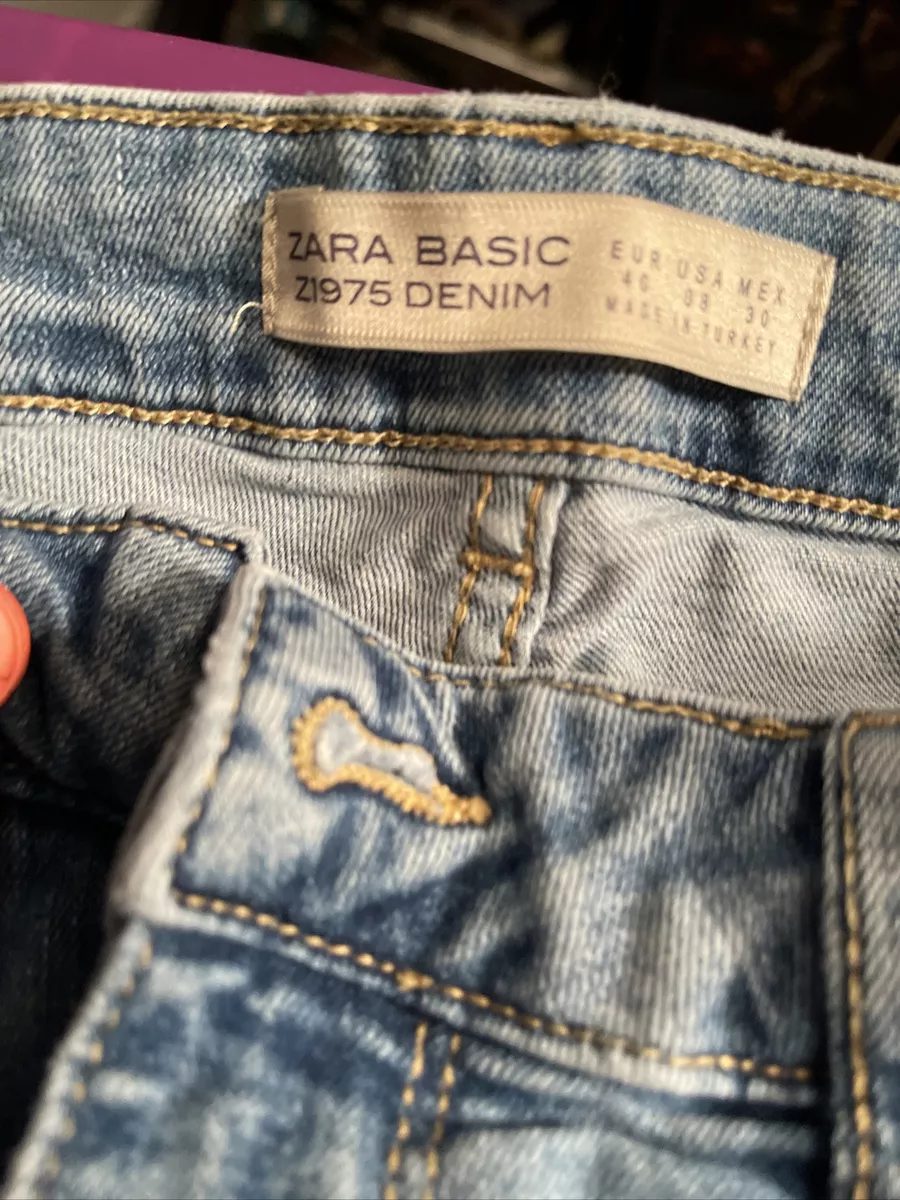 ZARA BASIC
Z1975 DENIM
EUR USA MEX
40 08 30
MADE IN TURKEY